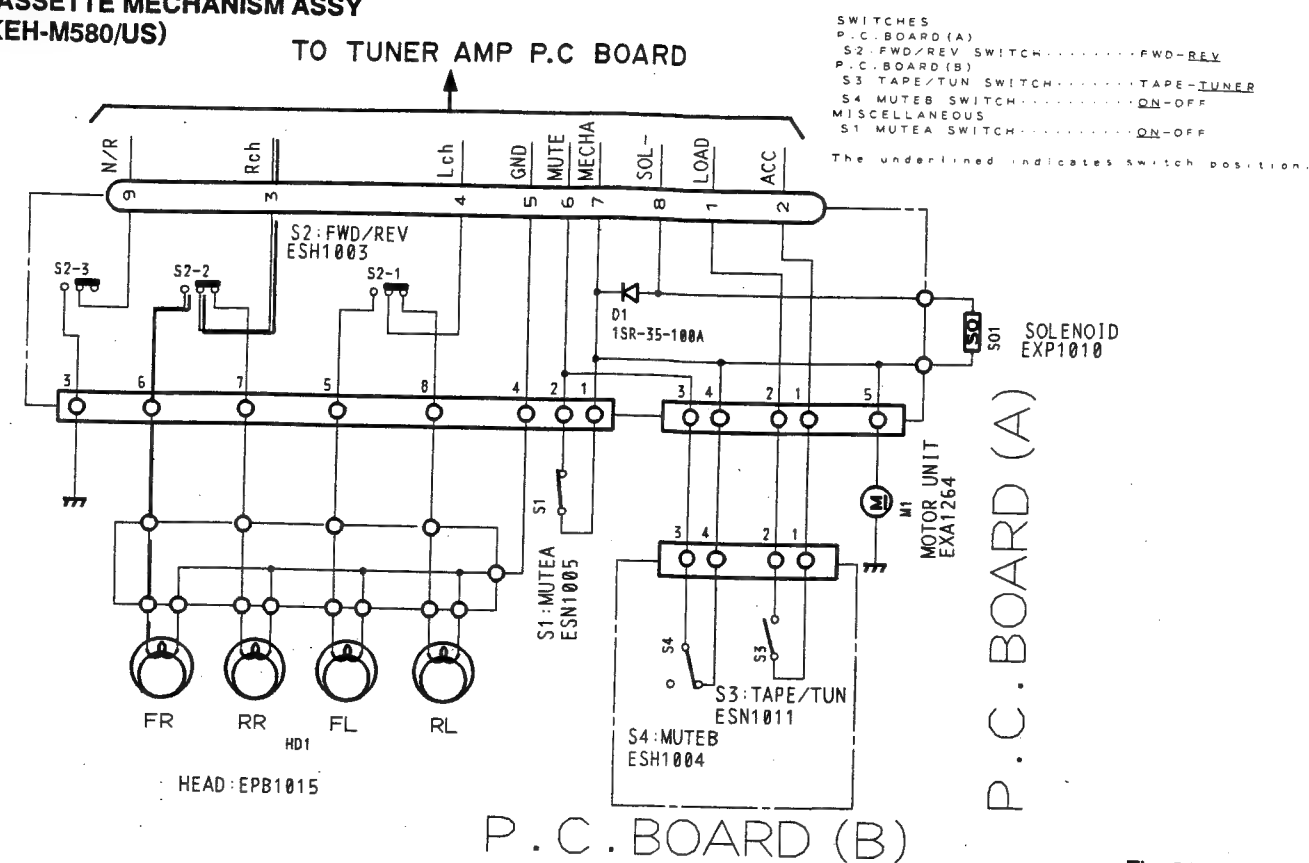 ASSETTE MECHANISM ASSY
KEH-M580/US)
TO TUNER AMP P.C BOARD
SWITCHES
P.C.BOARD(A)
S2 FWD/REV SWITCH········FWD-REV
P.C.BOARD(B)
S3 TAPE/TUN SWITCH·······TAPE-TUNER
S4 MUTEB SWITCH··········ON-OFF
MISCELLANEOUS
S1 MUTEA SWITCH··········ON-OFF
The underlined indicates switch position.
N/R Rch Lch GND MUTE MECHA SOL- LOAD ACC
9 3 4 5 6 7 8 1 2
S2:FWD/REV
ESH1003
S2-3 S2-2 S2-1
D1
1SR-35-100A
SO
SO1
SOLENOID
EXP1010
3 6 7 5 8 4 2 1
3 4 2 1 5
S1
S1:MUTEA
ESN1005
M
M1
MOTOR UNIT
EXA1264
3 4 2 1
S4 S3
S3:TAPE/TUN
ESN1011
S4:MUTEB
ESH1004
FR RR FL RL
HD1
HEAD:EPB1015
P.C.BOARD (A)
P.C.BOARD (B)